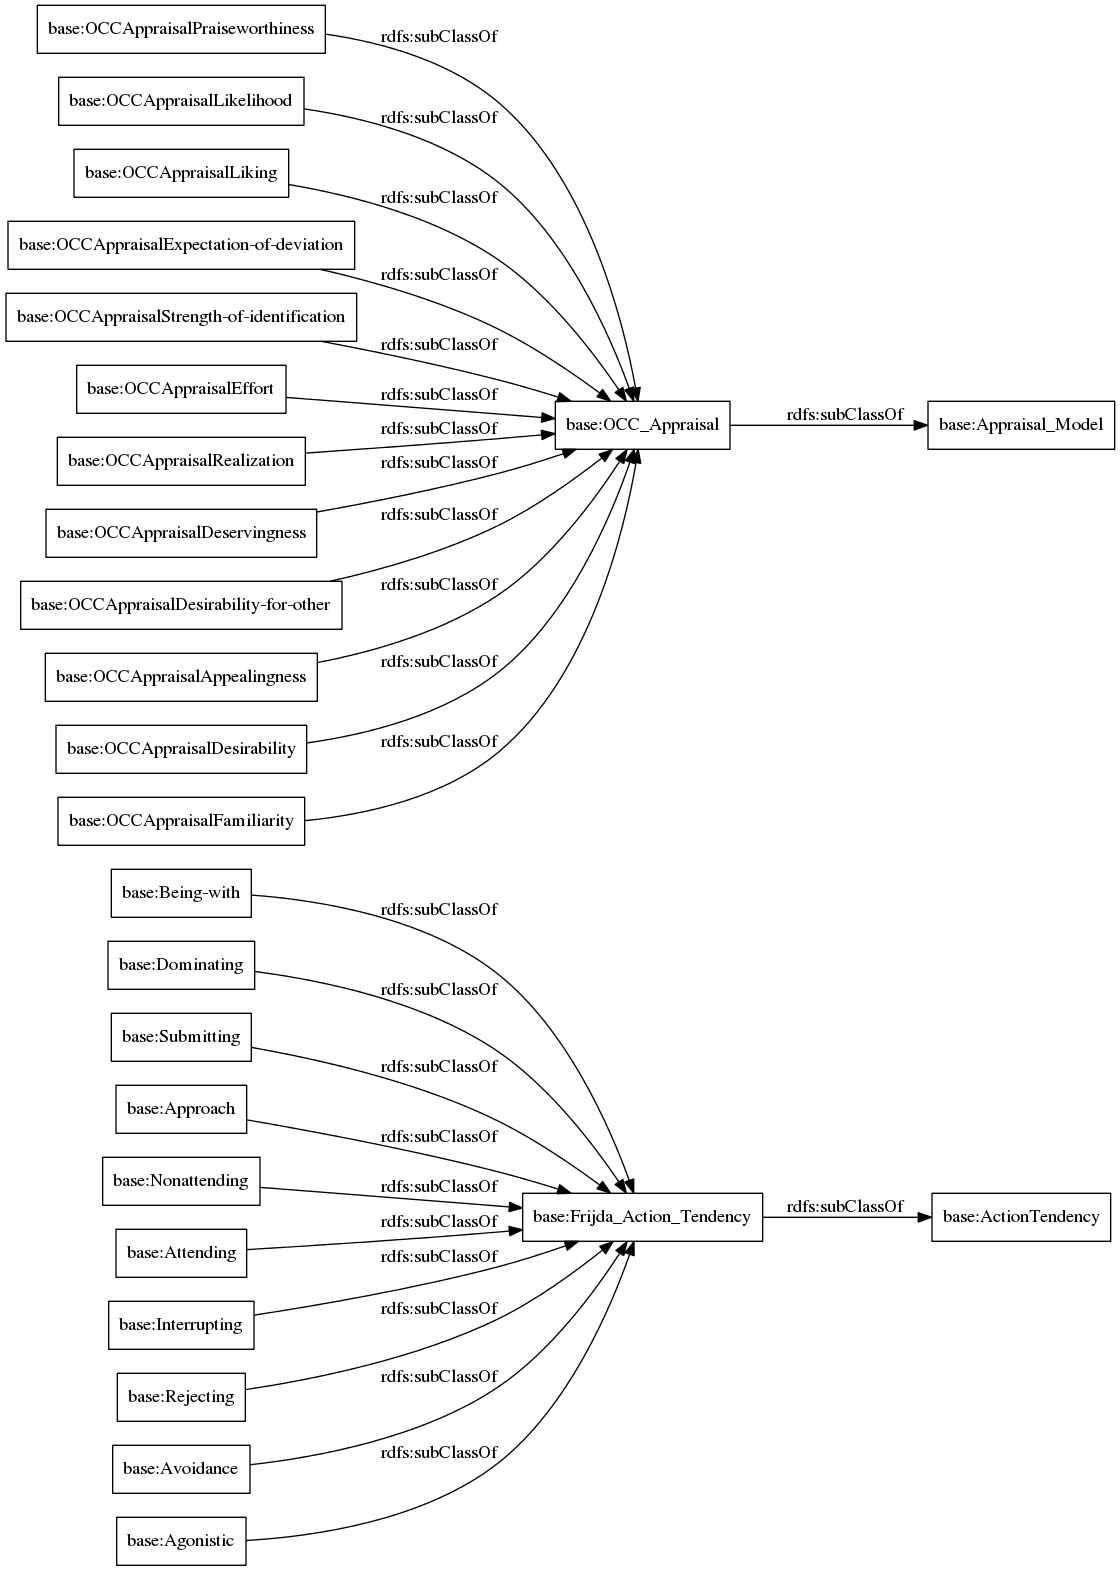 base:OCCAppraisalPraiseworthiness
rdfs:subClassOf
base:OCCAppraisalLikelihood
rdfs:subClassOf
base:OCCAppraisalLiking
rdfs:subClassOf
base:OCCAppraisalExpectation-of-deviation
rdfs:subClassOf
base:OCCAppraisalStrength-of-identification
rdfs:subClassOf
base:OCCAppraisalEffort
rdfs:subClassOf
base:OCC_Appraisal
rdfs:subClassOf
base:Appraisal_Model
rdfs:subClassOf
base:OCCAppraisalRealization
rdfs:subClassOf
base:OCCAppraisalDeservingness
rdfs:subClassOf
base:OCCAppraisalDesirability-for-other
rdfs:subClassOf
base:OCCAppraisalAppealingness
rdfs:subClassOf
base:OCCAppraisalDesirability
rdfs:subClassOf
base:OCCAppraisalFamiliarity
base:Being-with
rdfs:subClassOf
base:Dominating
rdfs:subClassOf
base:Submitting
rdfs:subClassOf
base:Approach
rdfs:subClassOf
base:Nonattending
rdfs:subClassOf
base:Frijda_Action_Tendency
rdfs:subClassOf
base:ActionTendency
rdfs:subClassOf
base:Attending
rdfs:subClassOf
base:Interrupting
rdfs:subClassOf
base:Rejecting
rdfs:subClassOf
base:Avoidance
rdfs:subClassOf
base:Agonistic